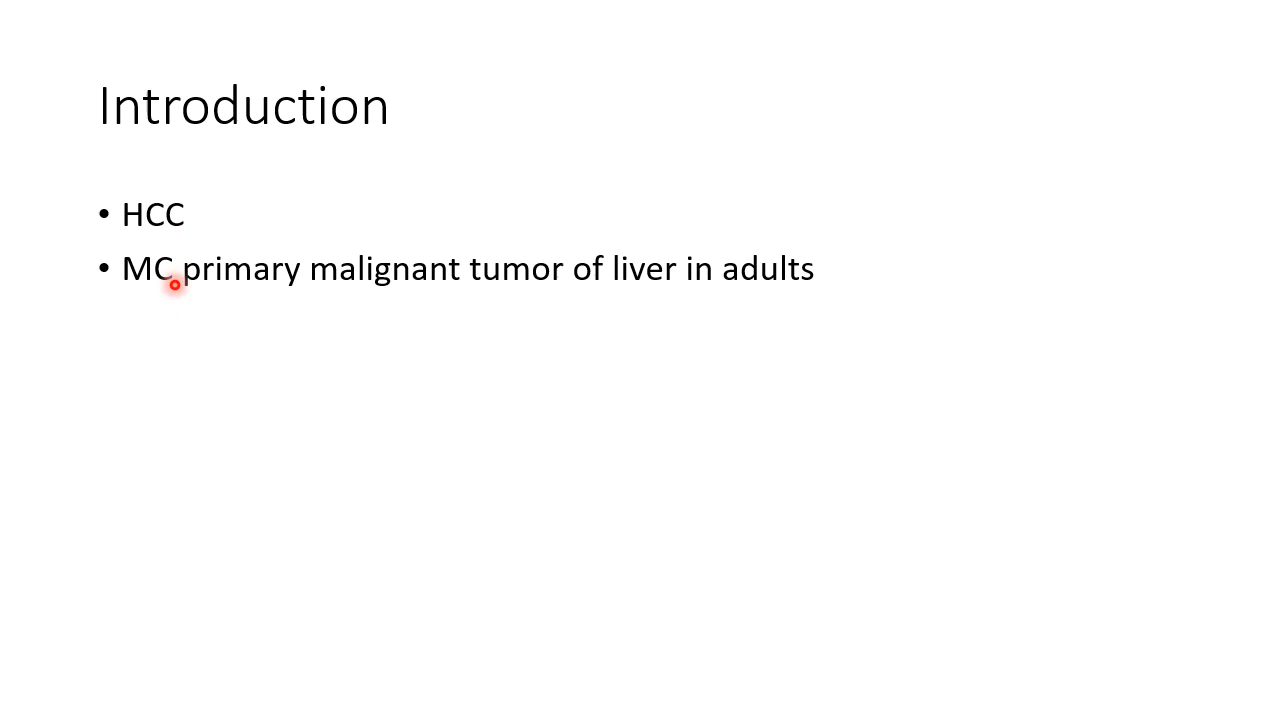 Introduction
• HCC
• MC primary malignant tumor of liver in adults